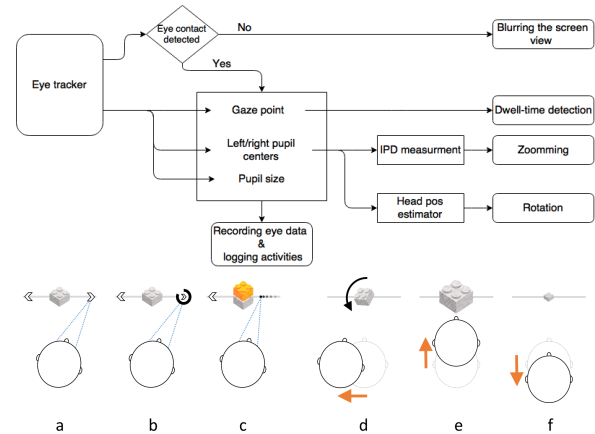 Eye contact
detected
No
Blurring the screen
view
Eye tracker
Yes
Gaze point
Dwell-time detection
Left/right pupil
centers
IPD measurment
Zoomming
Pupil size
Head pos
estimator
Rotation
Recording eye data
&
logging activities
a b c d e f